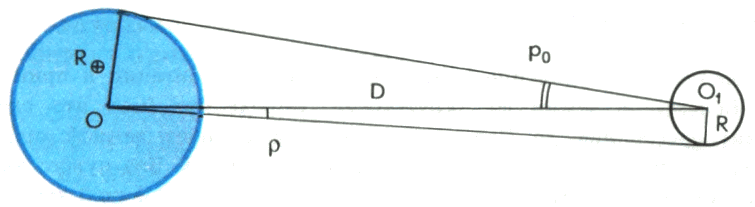 R⊕
p₀
D
O
O₁
R
ρ